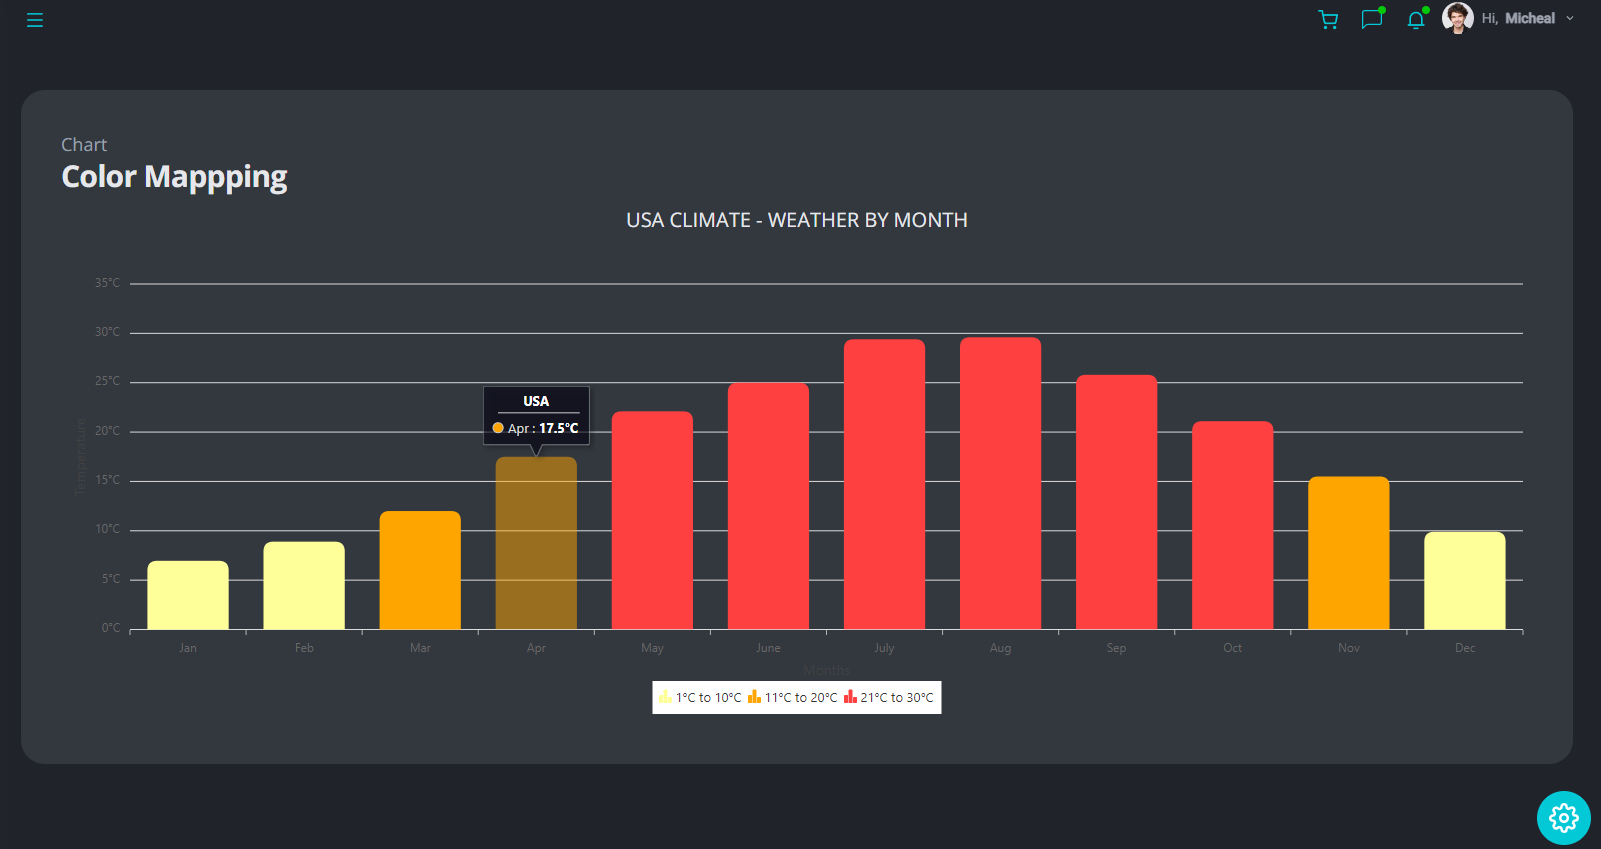 Hi, Micheal
Chart
Color Mappping
USA CLIMATE - WEATHER BY MONTH
35°C
30°C
25°C
20°C
15°C
10°C
5°C
0°C
Temperature
USA
Apr : 17.5°C
Jan Feb Mar Apr May June July Aug Sep Oct Nov Dec
Months
1°C to 10°C 11°C to 20°C 21°C to 30°C